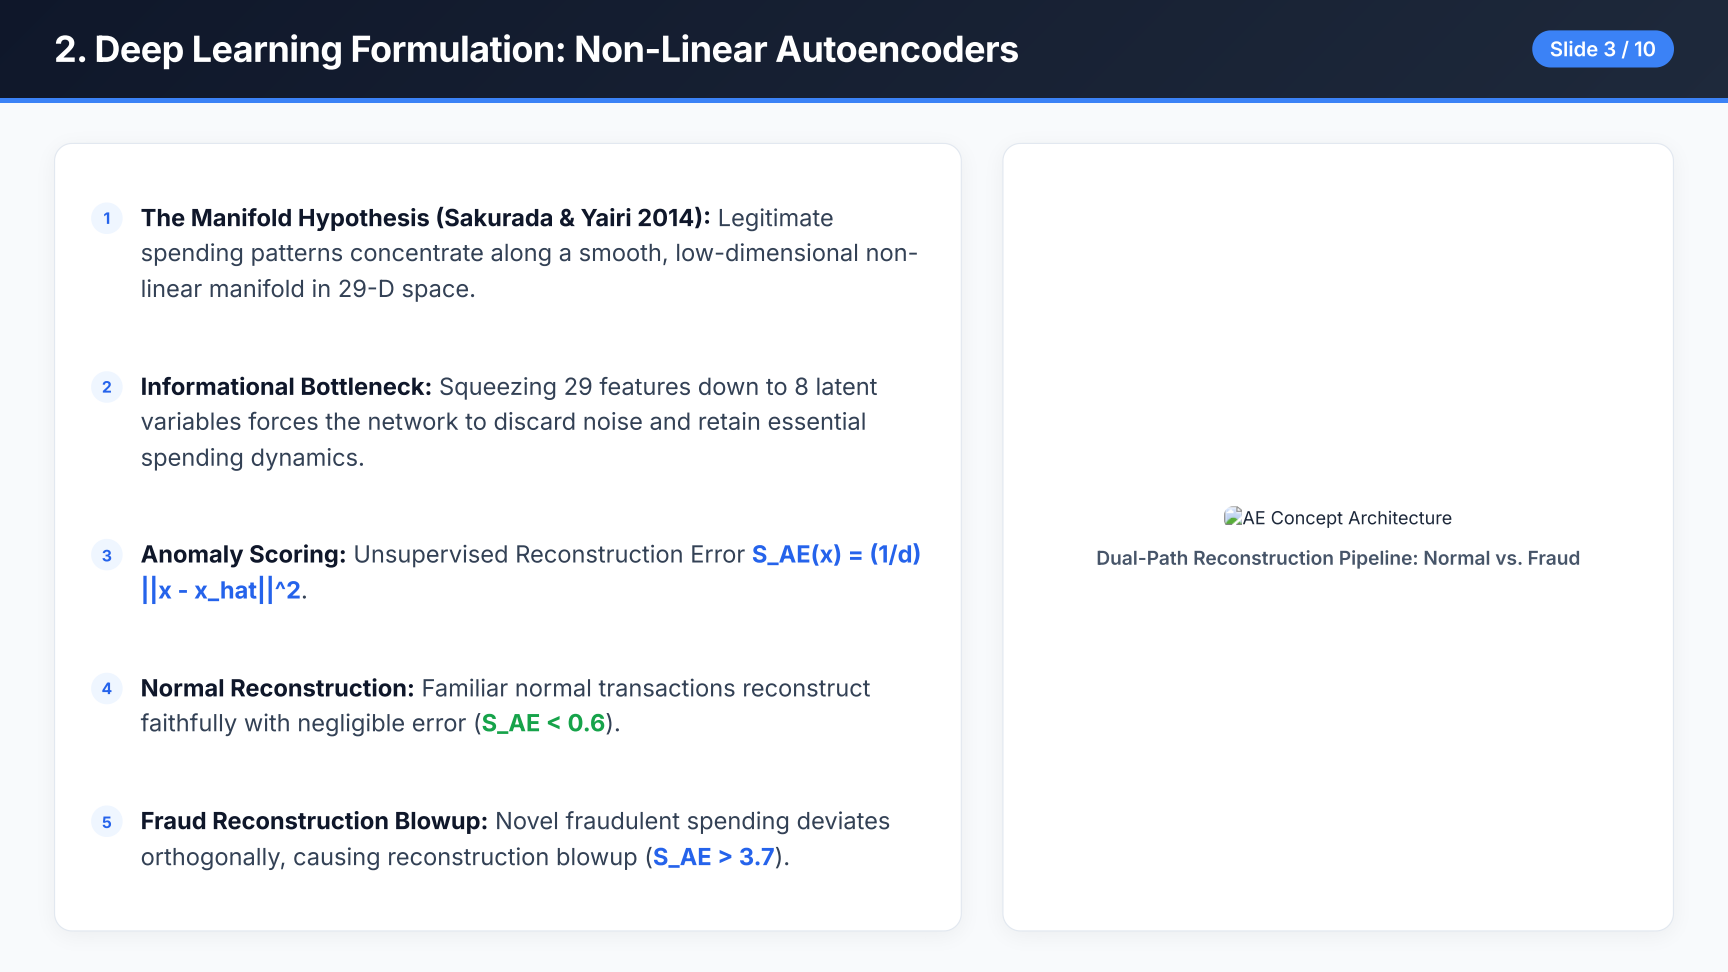 2. Deep Learning Formulation: Non-Linear Autoencoders
Slide 3 / 10
1
The Manifold Hypothesis (Sakurada & Yairi 2014): Legitimate
spending patterns concentrate along a smooth, low-dimensional non-
linear manifold in 29-D space.
2
Informational Bottleneck: Squeezing 29 features down to 8 latent
variables forces the network to discard noise and retain essential
spending dynamics.
3
Anomaly Scoring: Unsupervised Reconstruction Error S_AE(x) = (1/d)
||x - x_hat||^2.
4
Normal Reconstruction: Familiar normal transactions reconstruct
faithfully with negligible error (S_AE < 0.6).
5
Fraud Reconstruction Blowup: Novel fraudulent spending deviates
orthogonally, causing reconstruction blowup (S_AE > 3.7).
AE Concept Architecture
Dual-Path Reconstruction Pipeline: Normal vs. Fraud